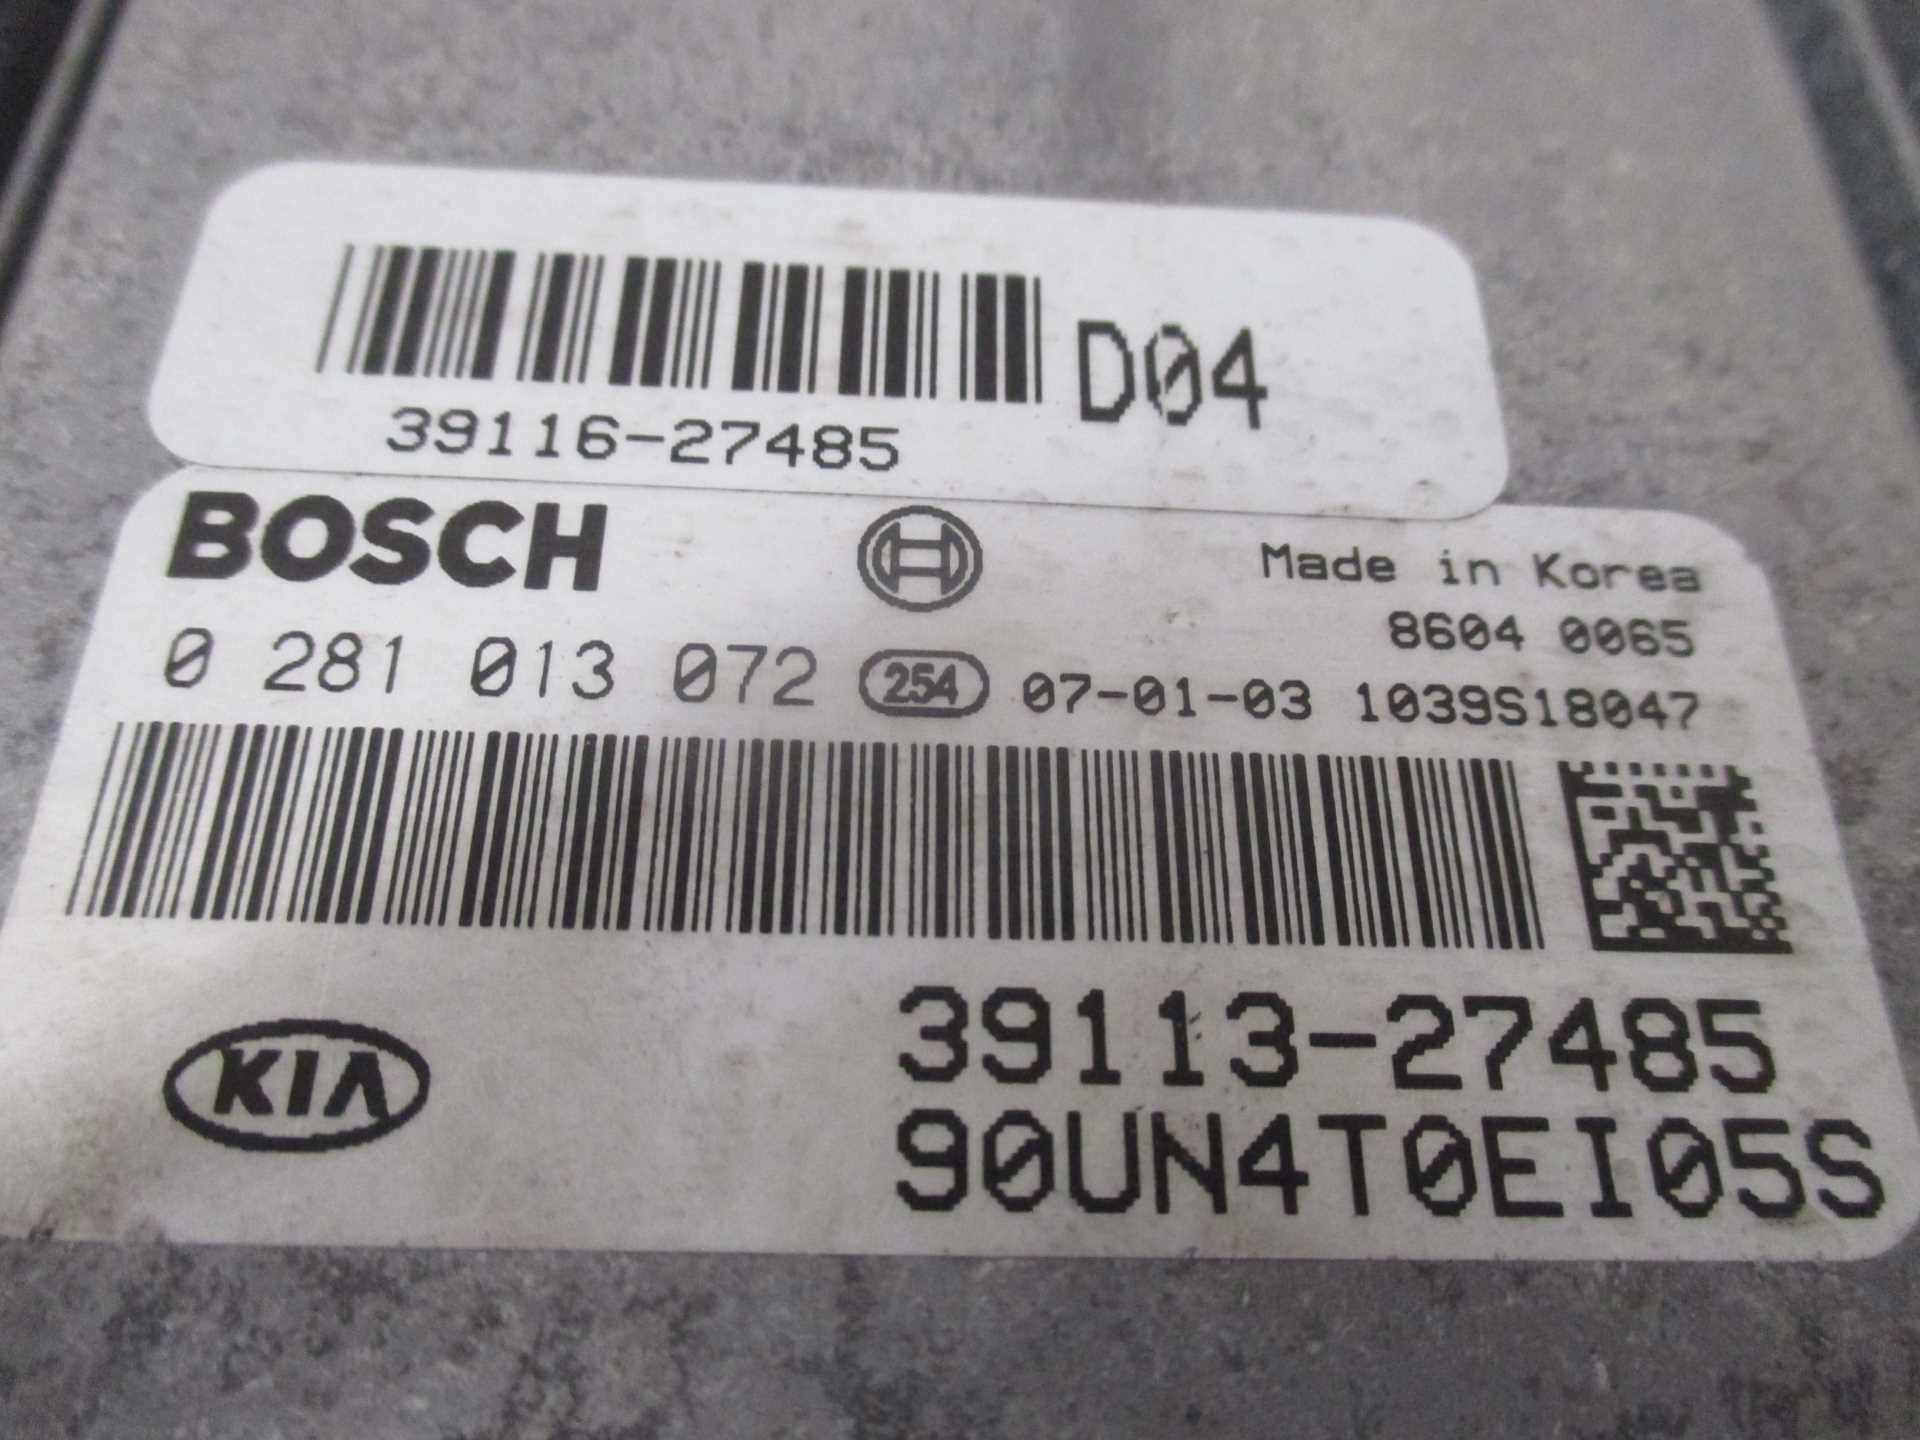 D04
39116-27485
BOSCH
Made in Korea
8604 0065
0 281 013 072 254 07-01-03 1039S18047
KIA
39113-27485
90UN4T0EI05S